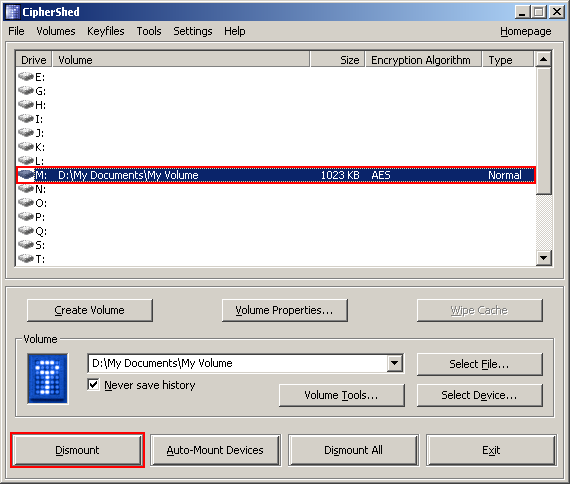 CipherShed
File Volumes Keyfiles Tools Settings Help Homepage
Drive Volume Size Encryption Algorithm Type
E:
G:
H:
I:
J:
K:
L:
M: D:\My Documents\My Volume 1023 KB AES Normal
N:
O:
P:
Q:
S:
T:
Create Volume Volume Properties... Wipe Cache
Volume
D:\My Documents\My Volume Select File...
Never save history
Volume Tools... Select Device...
Dismount Auto-Mount Devices Dismount All Exit